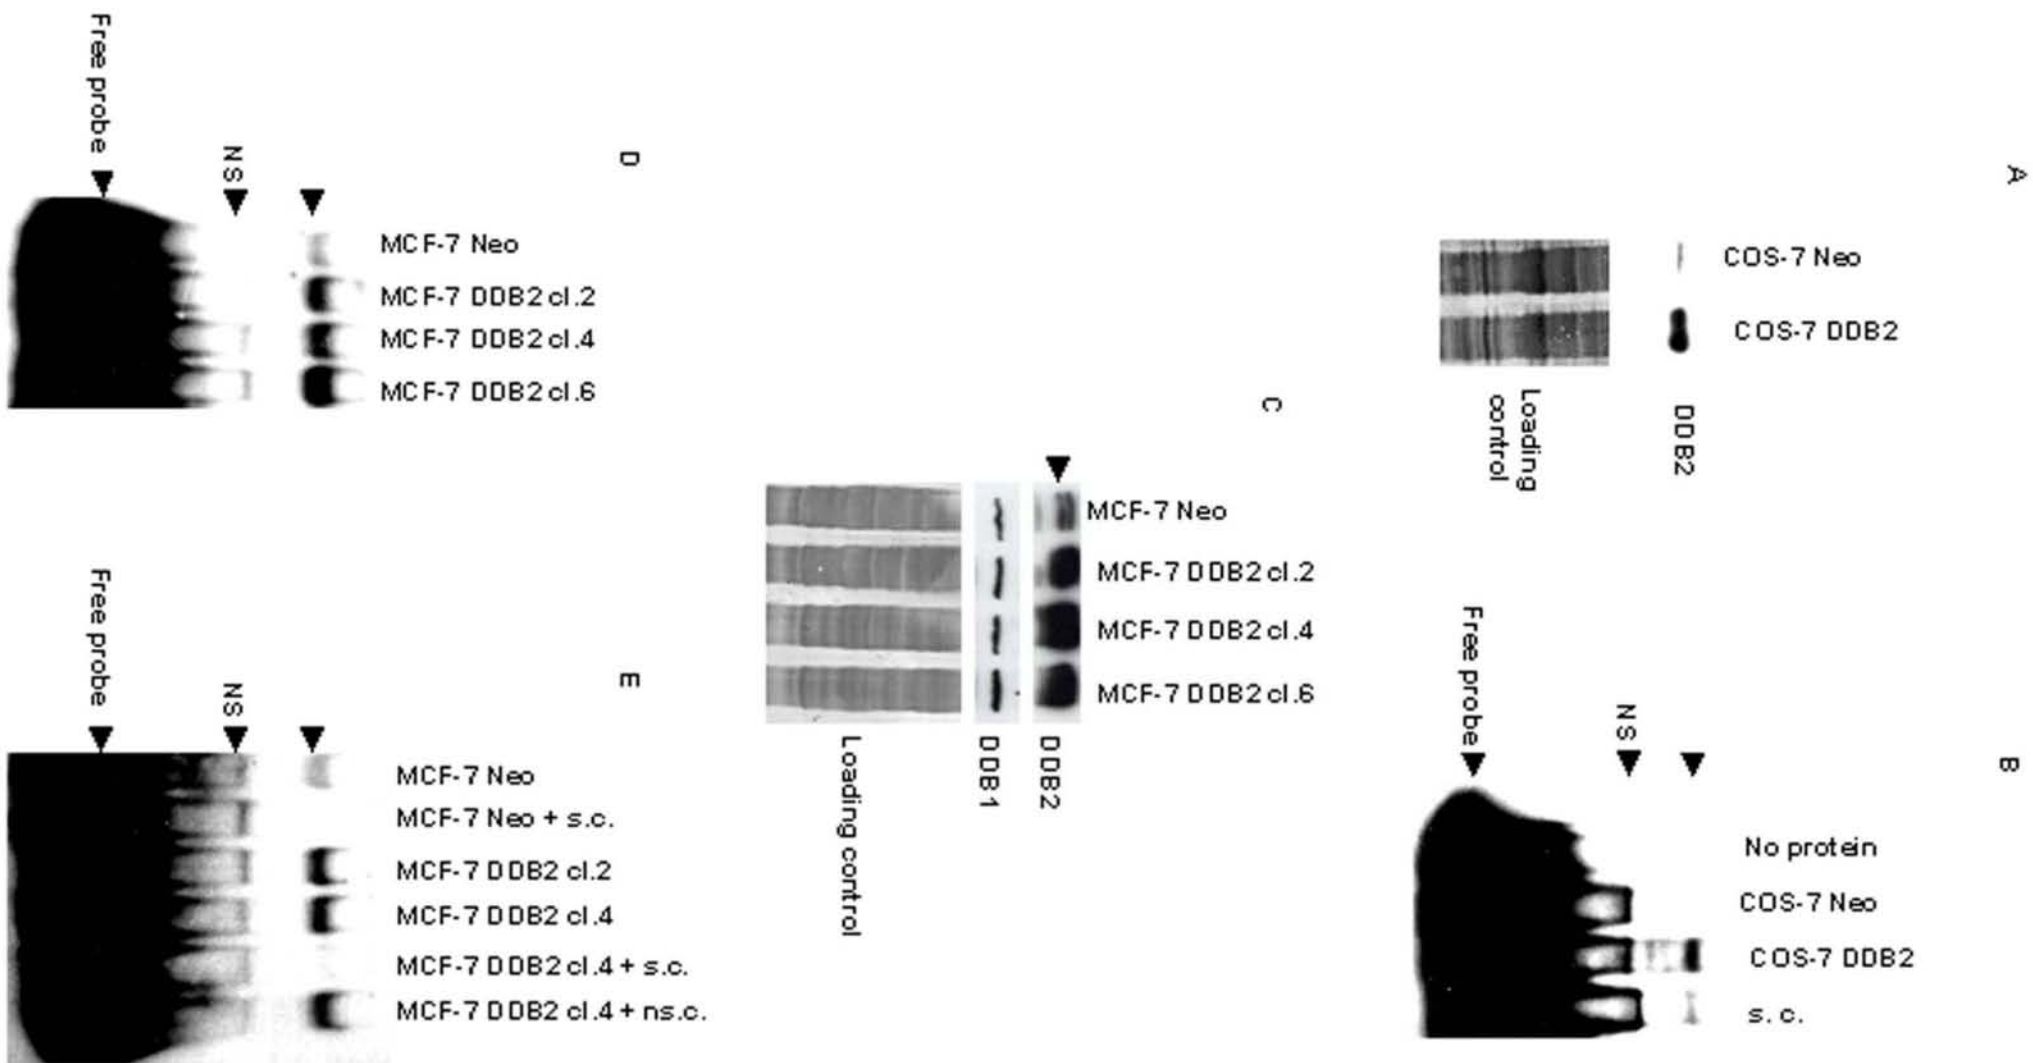 A
COS-7 Neo
COS-7 DDB2
DDB2
Loading
control
B
No protein
COS-7 Neo
COS-7 DDB2
s.c.
NS
Free probe
C
MCF-7 Neo
MCF-7 DDB2 cl.2
MCF-7 DDB2 cl.4
MCF-7 DDB2 cl.6
DDB2
DDB1
Loading control
D
MCF-7 Neo
MCF-7 DDB2 cl.2
MCF-7 DDB2 cl.4
MCF-7 DDB2 cl.6
NS
Free probe
E
MCF-7 Neo
MCF-7 Neo + s.c.
MCF-7 DDB2 cl.2
MCF-7 DDB2 cl.4
MCF-7 DDB2 cl.4 + s.c.
MCF-7 DDB2 cl.4 + ns.c.
NS
Free probe